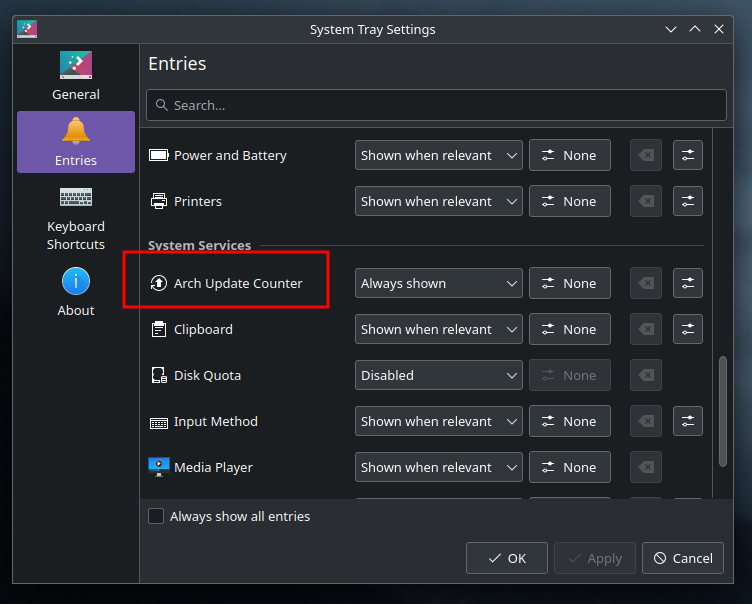 System Tray Settings
General
Entries
Keyboard
Shortcuts
About
Entries
Search...
Power and Battery Shown when relevant None
Printers Shown when relevant None
System Services
Arch Update Counter Always shown None
Clipboard Shown when relevant None
Disk Quota Disabled None
Input Method Shown when relevant None
Media Player Shown when relevant None
Always show all entries
OK Apply Cancel